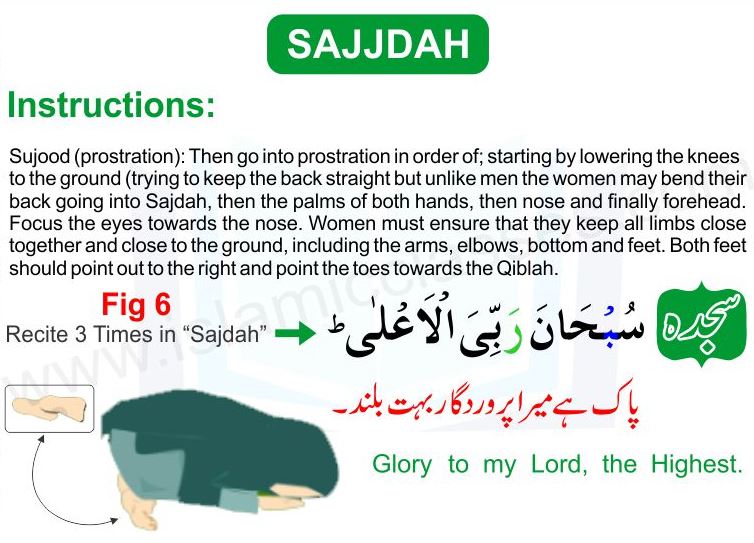 SAJJDAH
Instructions:
Sujood (prostration): Then go into prostration in order of; starting by lowering the knees
to the ground (trying to keep the back straight but unlike men the women may bend their
back going into Sajdah, then the palms of both hands, then nose and finally forehead.
Focus the eyes towards the nose. Women must ensure that they keep all limbs close
together and close to the ground, including the arms, elbows, bottom and feet. Both feet
should point out to the right and point the toes towards the Qiblah.
Fig 6
Recite 3 Times in “Sajdah”
سُبْحَانَ رَبِّیَ الْاَعْلٰی ؕ
سجدہ
پاک ہے میرا پروردگار بہت بلند۔
Glory to my Lord, the Highest.